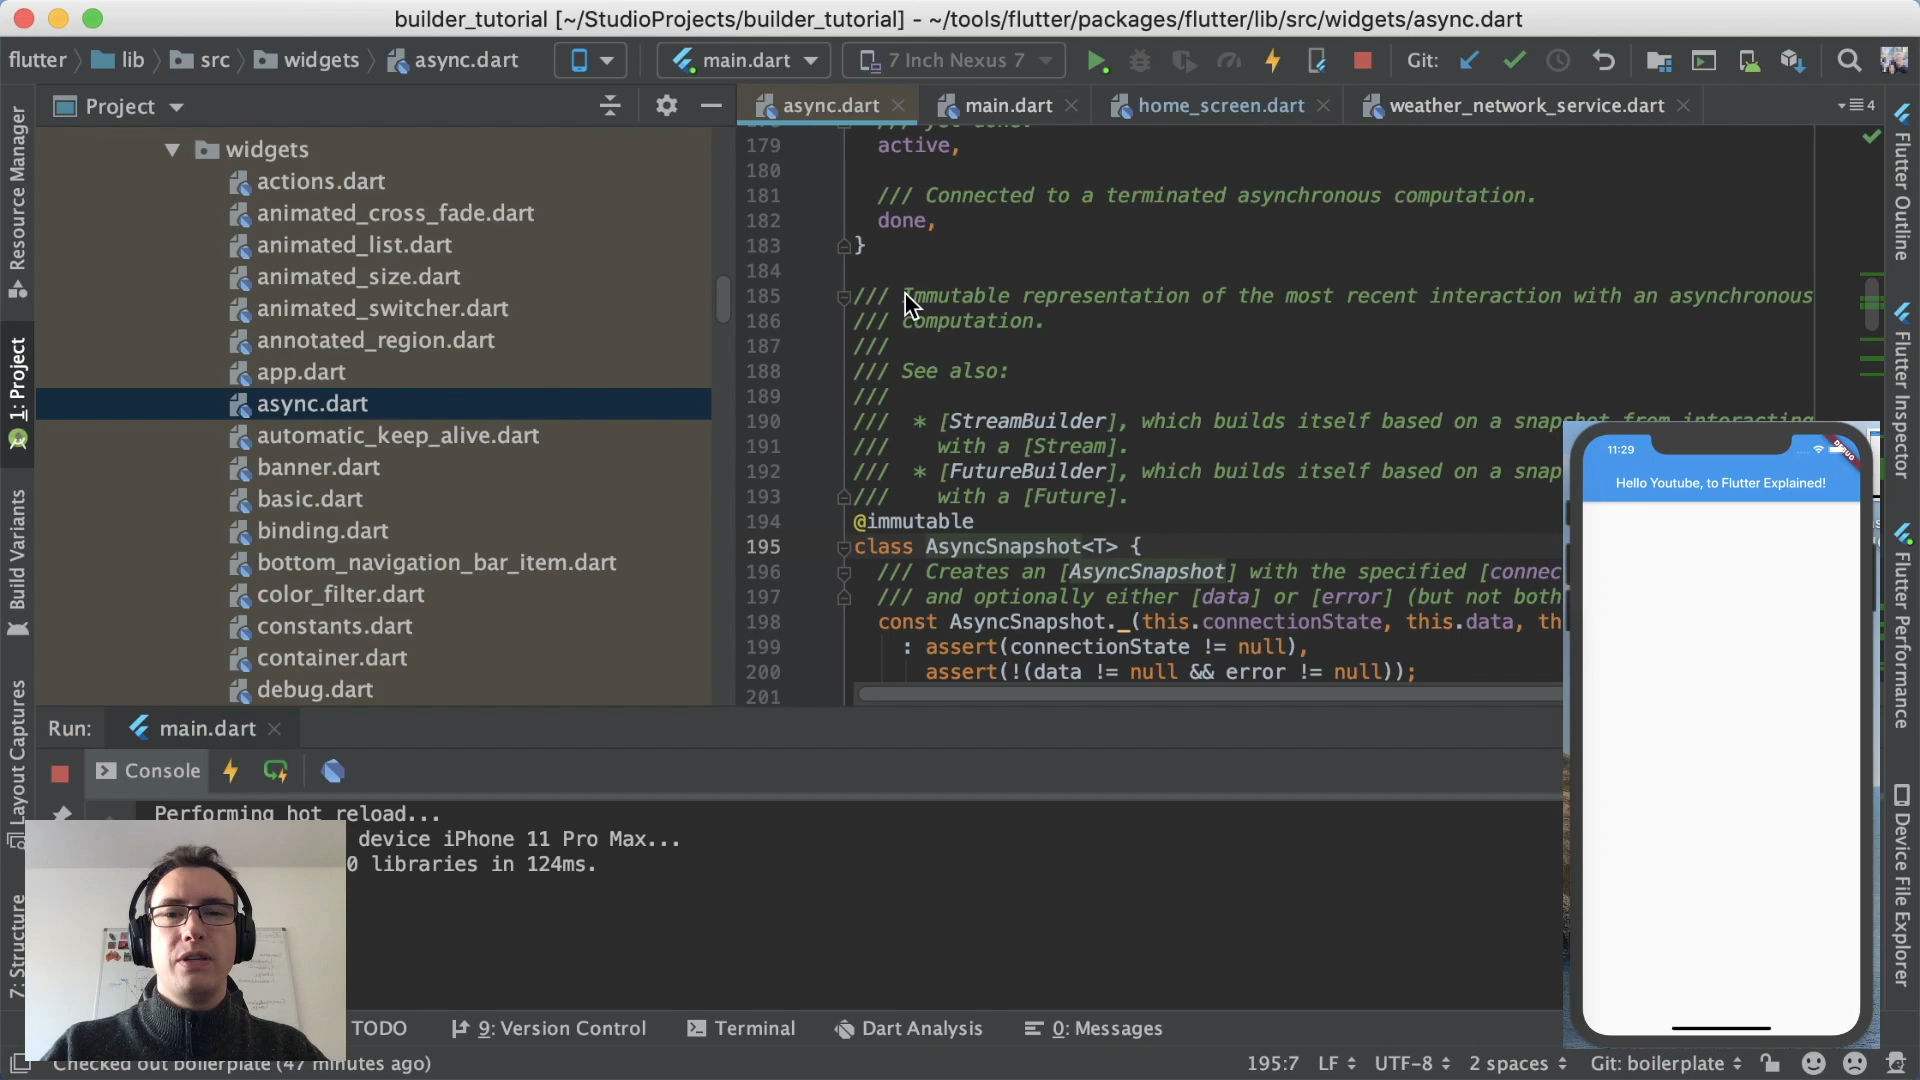 builder_tutorial [~/StudioProjects/builder_tutorial] - ~/tools/flutter/packages/flutter/lib/src/widgets/async.dart
flutter lib src widgets async.dart main.dart 7 Inch Nexus 7 Git:
Project
async.dart main.dart home_screen.dart weather_network_service.dart 4
Resource Manager
1: Project
Build Variants
Layout Captures
7: Structure
widgets
actions.dart
animated_cross_fade.dart
animated_list.dart
animated_size.dart
animated_switcher.dart
annotated_region.dart
app.dart
async.dart
automatic_keep_alive.dart
banner.dart
basic.dart
binding.dart
bottom_navigation_bar_item.dart
color_filter.dart
constants.dart
container.dart
debug.dart
179 active,
180
181 /// Connected to a terminated asynchronous computation.
182 done,
183 }
184
185 /// Immutable representation of the most recent interaction with an asynchronous
186 /// computation.
187 ///
188 /// See also:
189 ///
190 /// * [StreamBuilder], which builds itself based on a snapshot from interacting
191 /// with a [Stream].
192 /// * [FutureBuilder], which builds itself based on a snap
193 /// with a [Future].
194 @immutable
195 class AsyncSnapshot<T> {
196 /// Creates an [AsyncSnapshot] with the specified [connec
197 /// and optionally either [data] or [error] (but not both
198 const AsyncSnapshot._(this.connectionState, this.data, th
199 : assert(connectionState != null),
200 assert(!(data != null && error != null));
201
Flutter Outline
Flutter Inspector
Flutter Performance
Device File Explorer
11:29
DEBUG
Hello Youtube, to Flutter Explained!
Run: main.dart
Console
Performing hot reload...
device iPhone 11 Pro Max...
0 libraries in 124ms.
TODO 9: Version Control Terminal Dart Analysis 0: Messages
Checked out boilerplate (47 minutes ago)
195:7 LF UTF-8 2 spaces Git: boilerplate